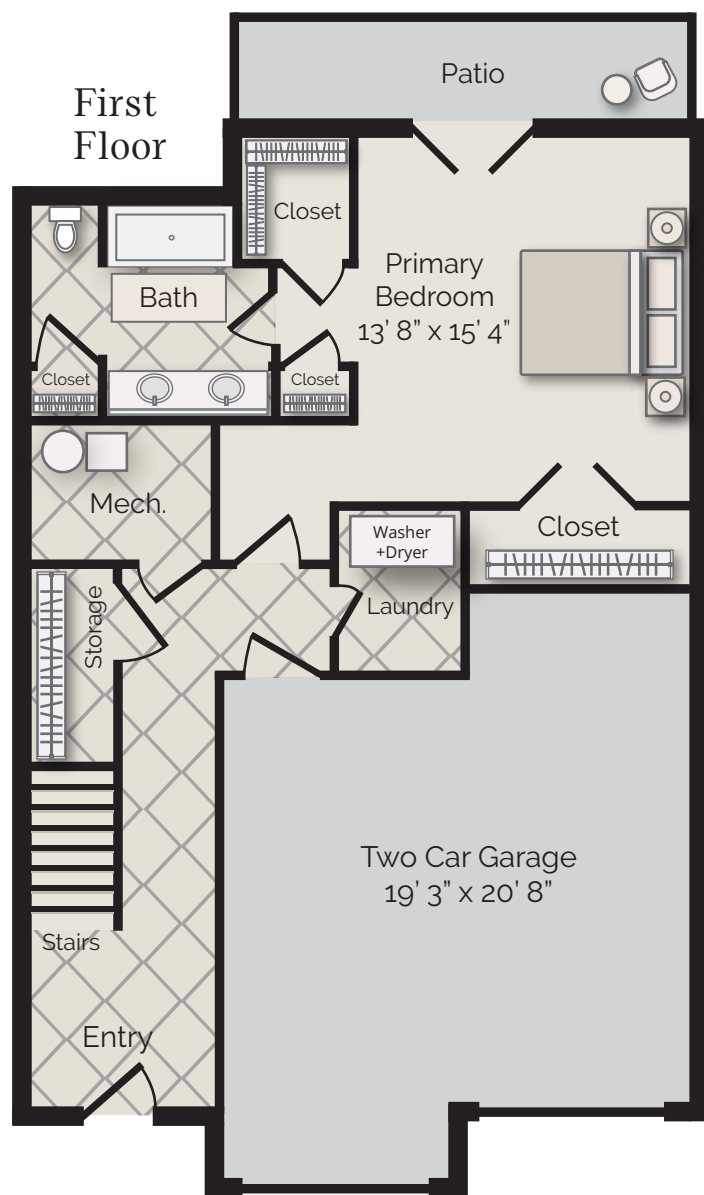 First
Floor
Patio
Closet
Primary
Bedroom
13’ 8” x 15’ 4”
Bath
Closet
Closet
Mech.
Washer
+Dryer
Closet
Storage
Laundry
Two Car Garage
19’ 3” x 20’ 8”
Stairs
Entry